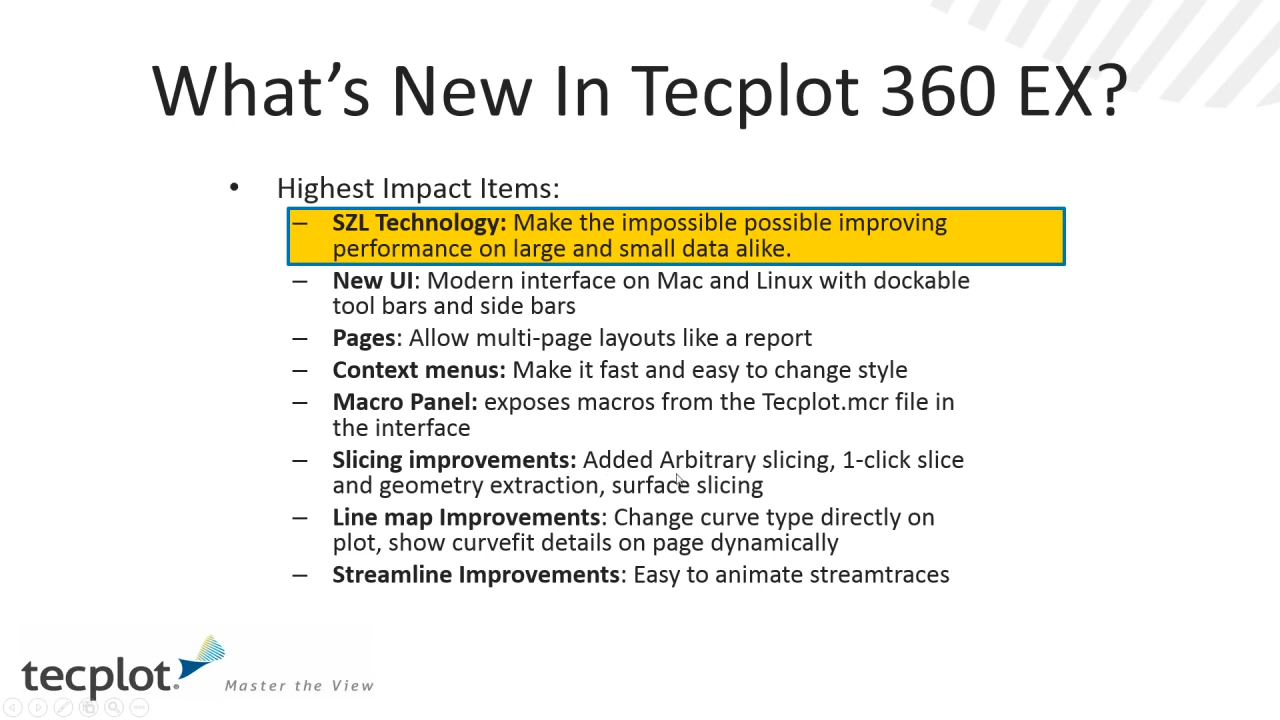 What’s New In Tecplot 360 EX?
• Highest Impact Items:
– SZL Technology: Make the impossible possible improving
performance on large and small data alike.
– New UI: Modern interface on Mac and Linux with dockable
tool bars and side bars
– Pages: Allow multi-page layouts like a report
– Context menus: Make it fast and easy to change style
– Macro Panel: exposes macros from the Tecplot.mcr file in
the interface
– Slicing improvements: Added Arbitrary slicing, 1-click slice
and geometry extraction, surface slicing
– Line map Improvements: Change curve type directly on
plot, show curvefit details on page dynamically
– Streamline Improvements: Easy to animate streamtraces
tecplot. Master the View